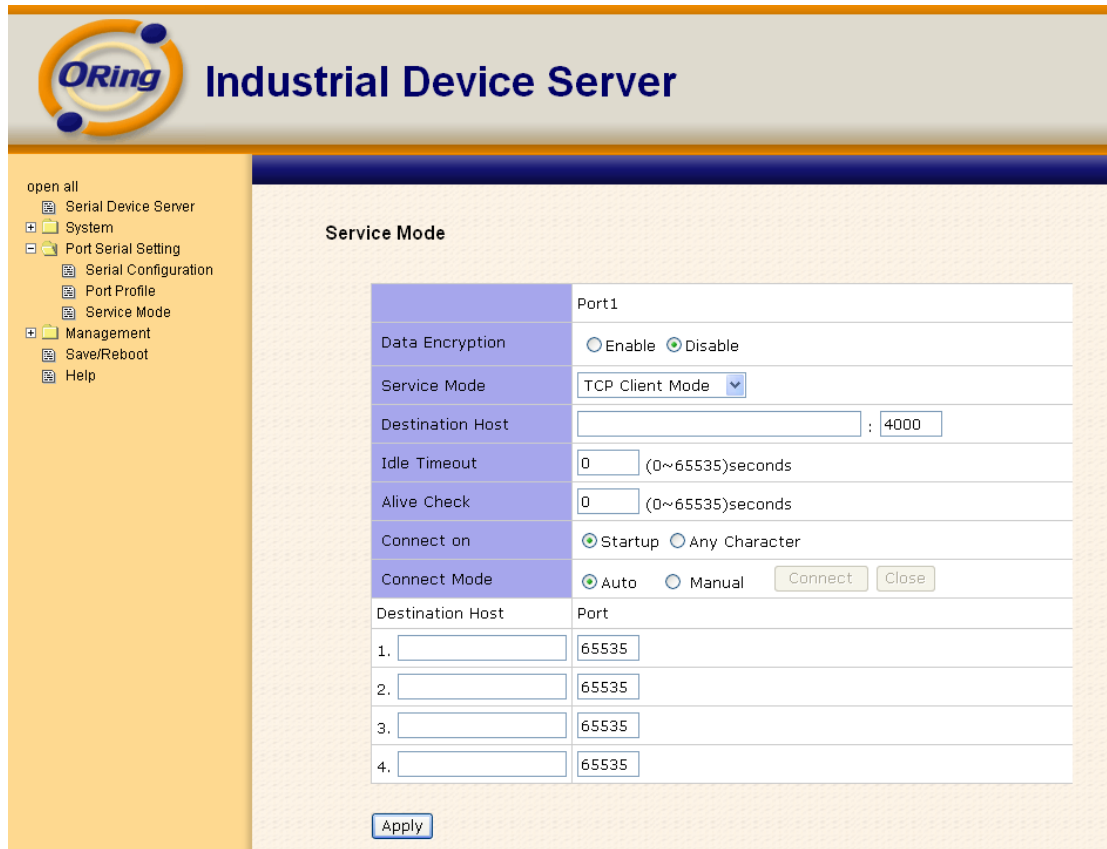 ORing
Industrial Device Server
open all
Serial Device Server
System
Port Serial Setting
Serial Configuration
Port Profile
Service Mode
Management
Save/Reboot
Help
Service Mode
Port1
Data Encryption Enable Disable
Service Mode TCP Client Mode
Destination Host : 4000
Idle Timeout 0 (0~65535)seconds
Alive Check 0 (0~65535)seconds
Connect on Startup Any Character
Connect Mode Auto Manual Connect Close
Destination Host Port
1. 65535
2. 65535
3. 65535
4. 65535
Apply